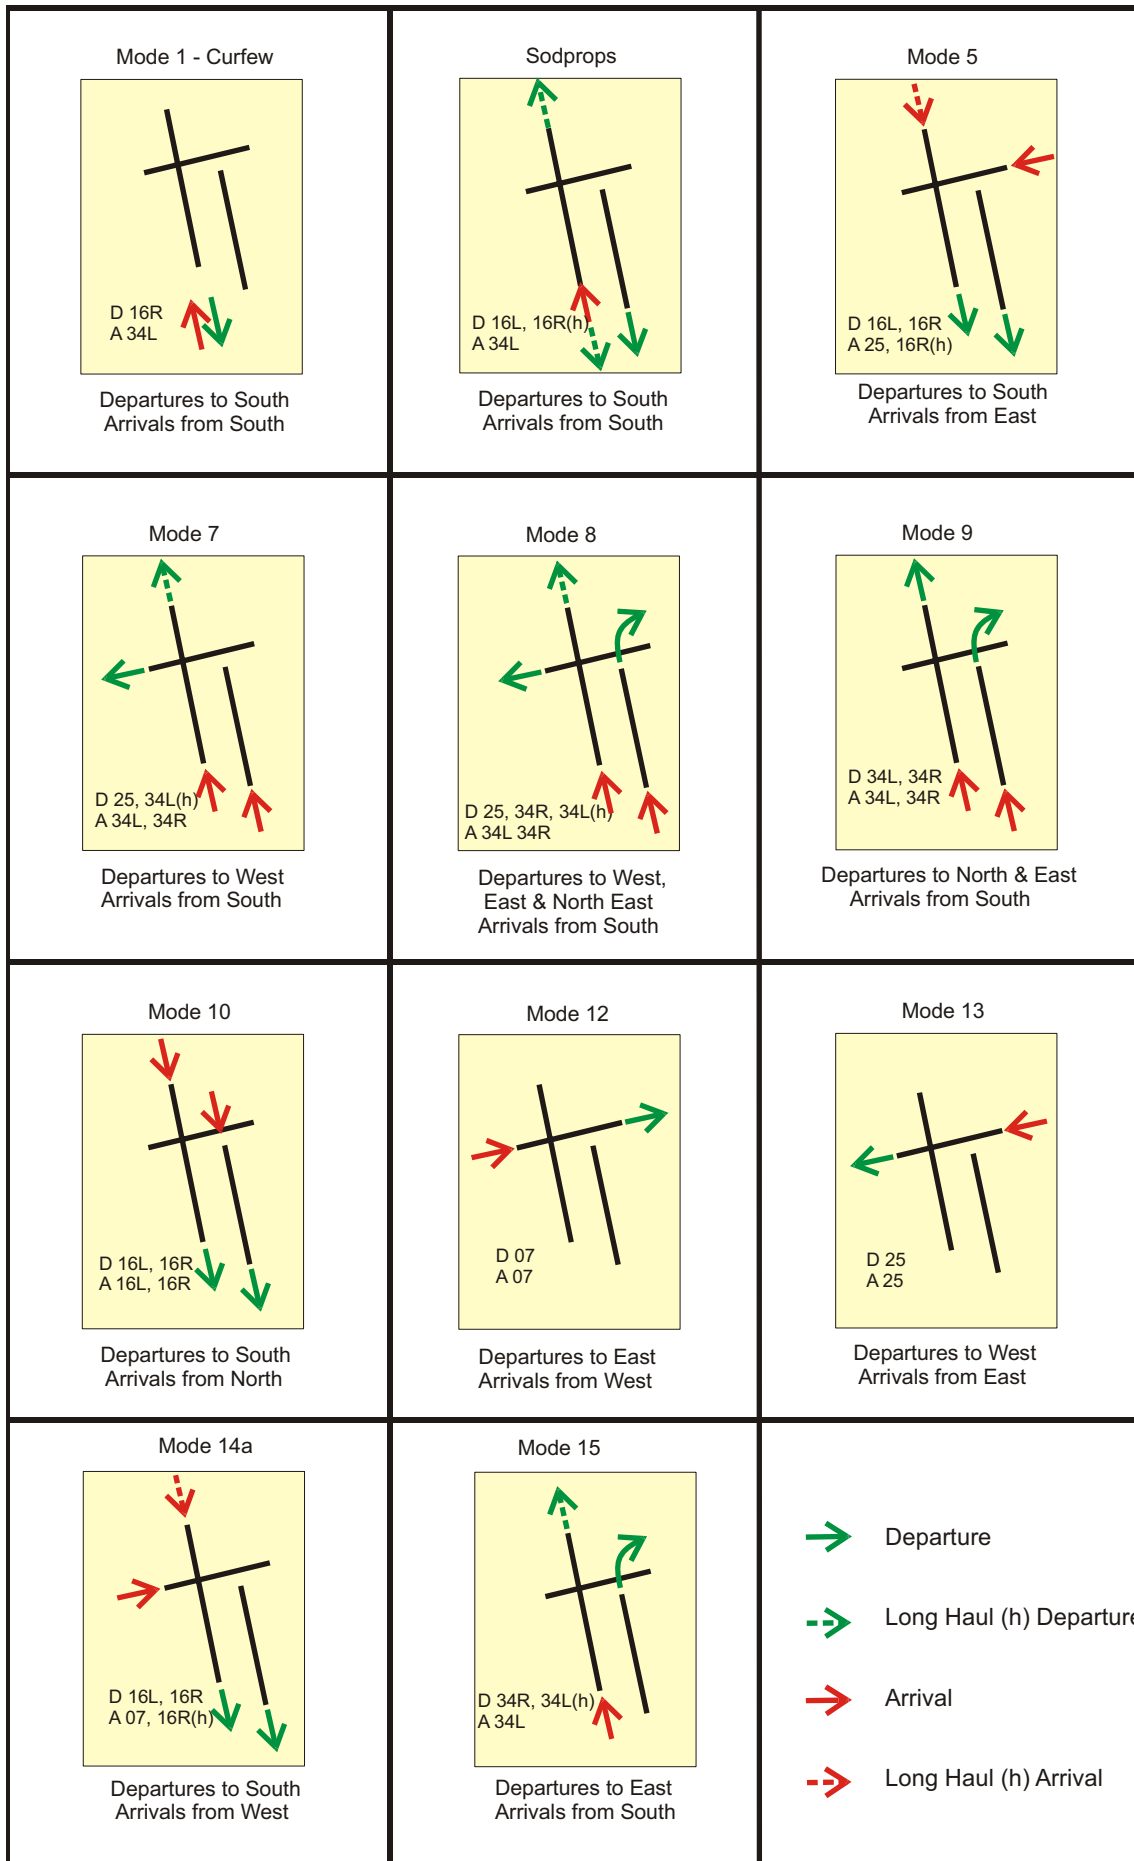 Mode 1 - Curfew
D 16R
A 34L
Departures to South
Arrivals from South
Sodprops
D 16L, 16R(h)
A 34L
Departures to South
Arrivals from South
Mode 5
D 16L, 16R
A 25, 16R(h)
Departures to South
Arrivals from East
Mode 7
D 25, 34L(h)
A 34L, 34R
Departures to West
Arrivals from South
Mode 8
D 25, 34R, 34L(h)
A 34L 34R
Departures to West,
East & North East
Arrivals from South
Mode 9
D 34L, 34R
A 34L, 34R
Departures to North & East
Arrivals from South
Mode 10
D 16L, 16R
A 16L, 16R
Departures to South
Arrivals from North
Mode 12
D 07
A 07
Departures to East
Arrivals from West
Mode 13
D 25
A 25
Departures to West
Arrivals from East
Mode 14a
D 16L, 16R
A 07, 16R(h)
Departures to South
Arrivals from West
Mode 15
D 34R, 34L(h)
A 34L
Departures to East
Arrivals from South
Departure
Long Haul (h) Departure
Arrival
Long Haul (h) Arrival